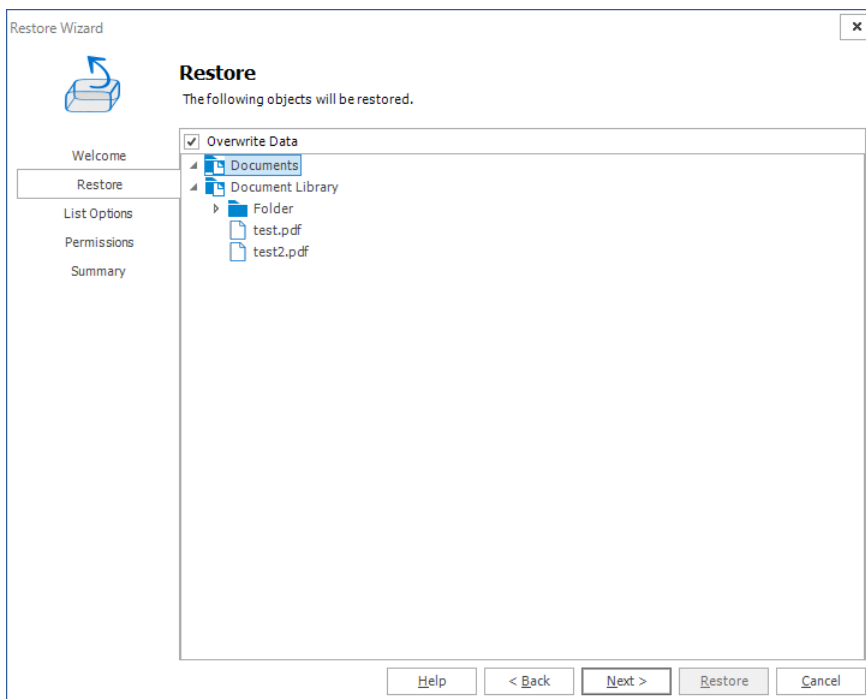 Restore Wizard
Restore
The following objects will be restored.
Welcome
Restore
List Options
Permissions
Summary
Overwrite Data
Documents
Document Library
Folder
test.pdf
test2.pdf
Help
< Back
Next >
Restore
Cancel